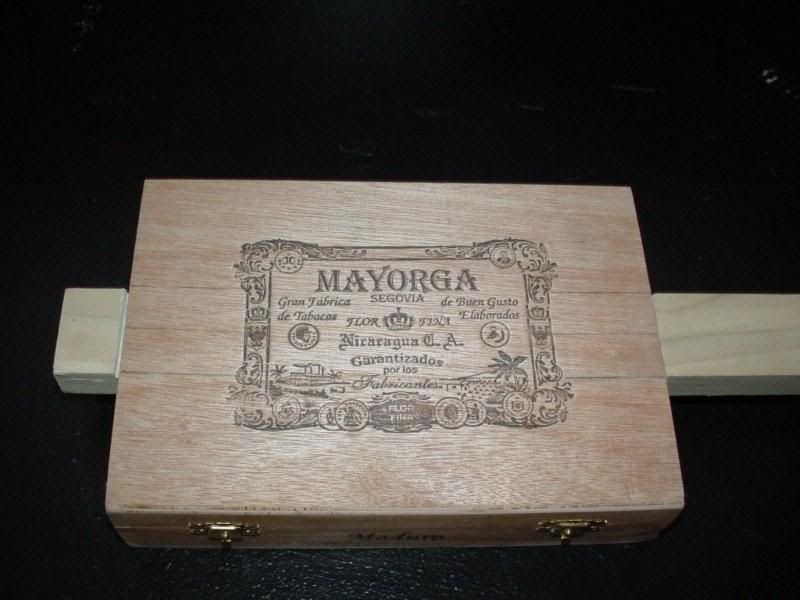 MAYORGA
SEGOVIA
Gran Fabrica de Buen Gusto
de Tabacos Elaborados
FLOR FINA
Nicaragua C. A.
Garantizados
por los
Fabricantes
FLOR
FINA
Maduro